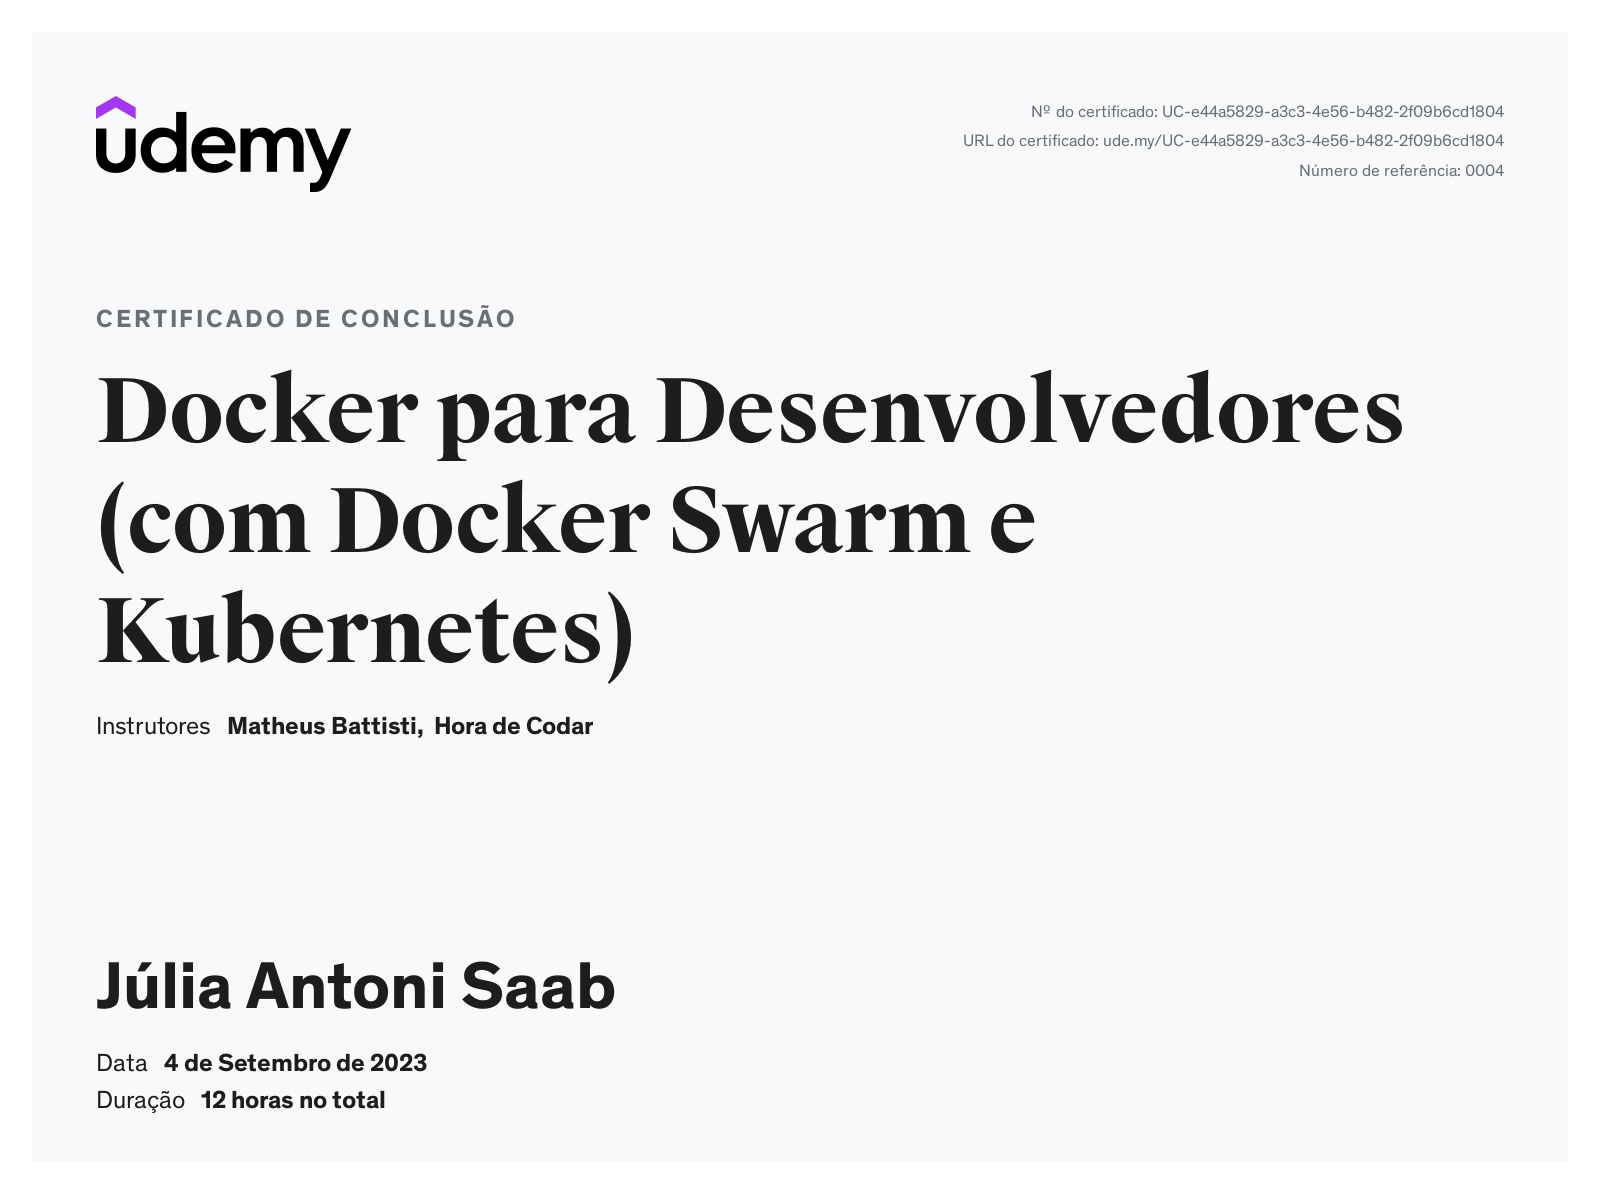 udemy
Nº do certificado: UC-e44a5829-a3c3-4e56-b482-2f09b6cd1804
URL do certificado: ude.my/UC-e44a5829-a3c3-4e56-b482-2f09b6cd1804
Número de referência: 0004
CERTIFICADO DE CONCLUSÃO
Docker para Desenvolvedores
(com Docker Swarm e
Kubernetes)
Instrutores Matheus Battisti, Hora de Codar
Júlia Antoni Saab
Data 4 de Setembro de 2023
Duração 12 horas no total